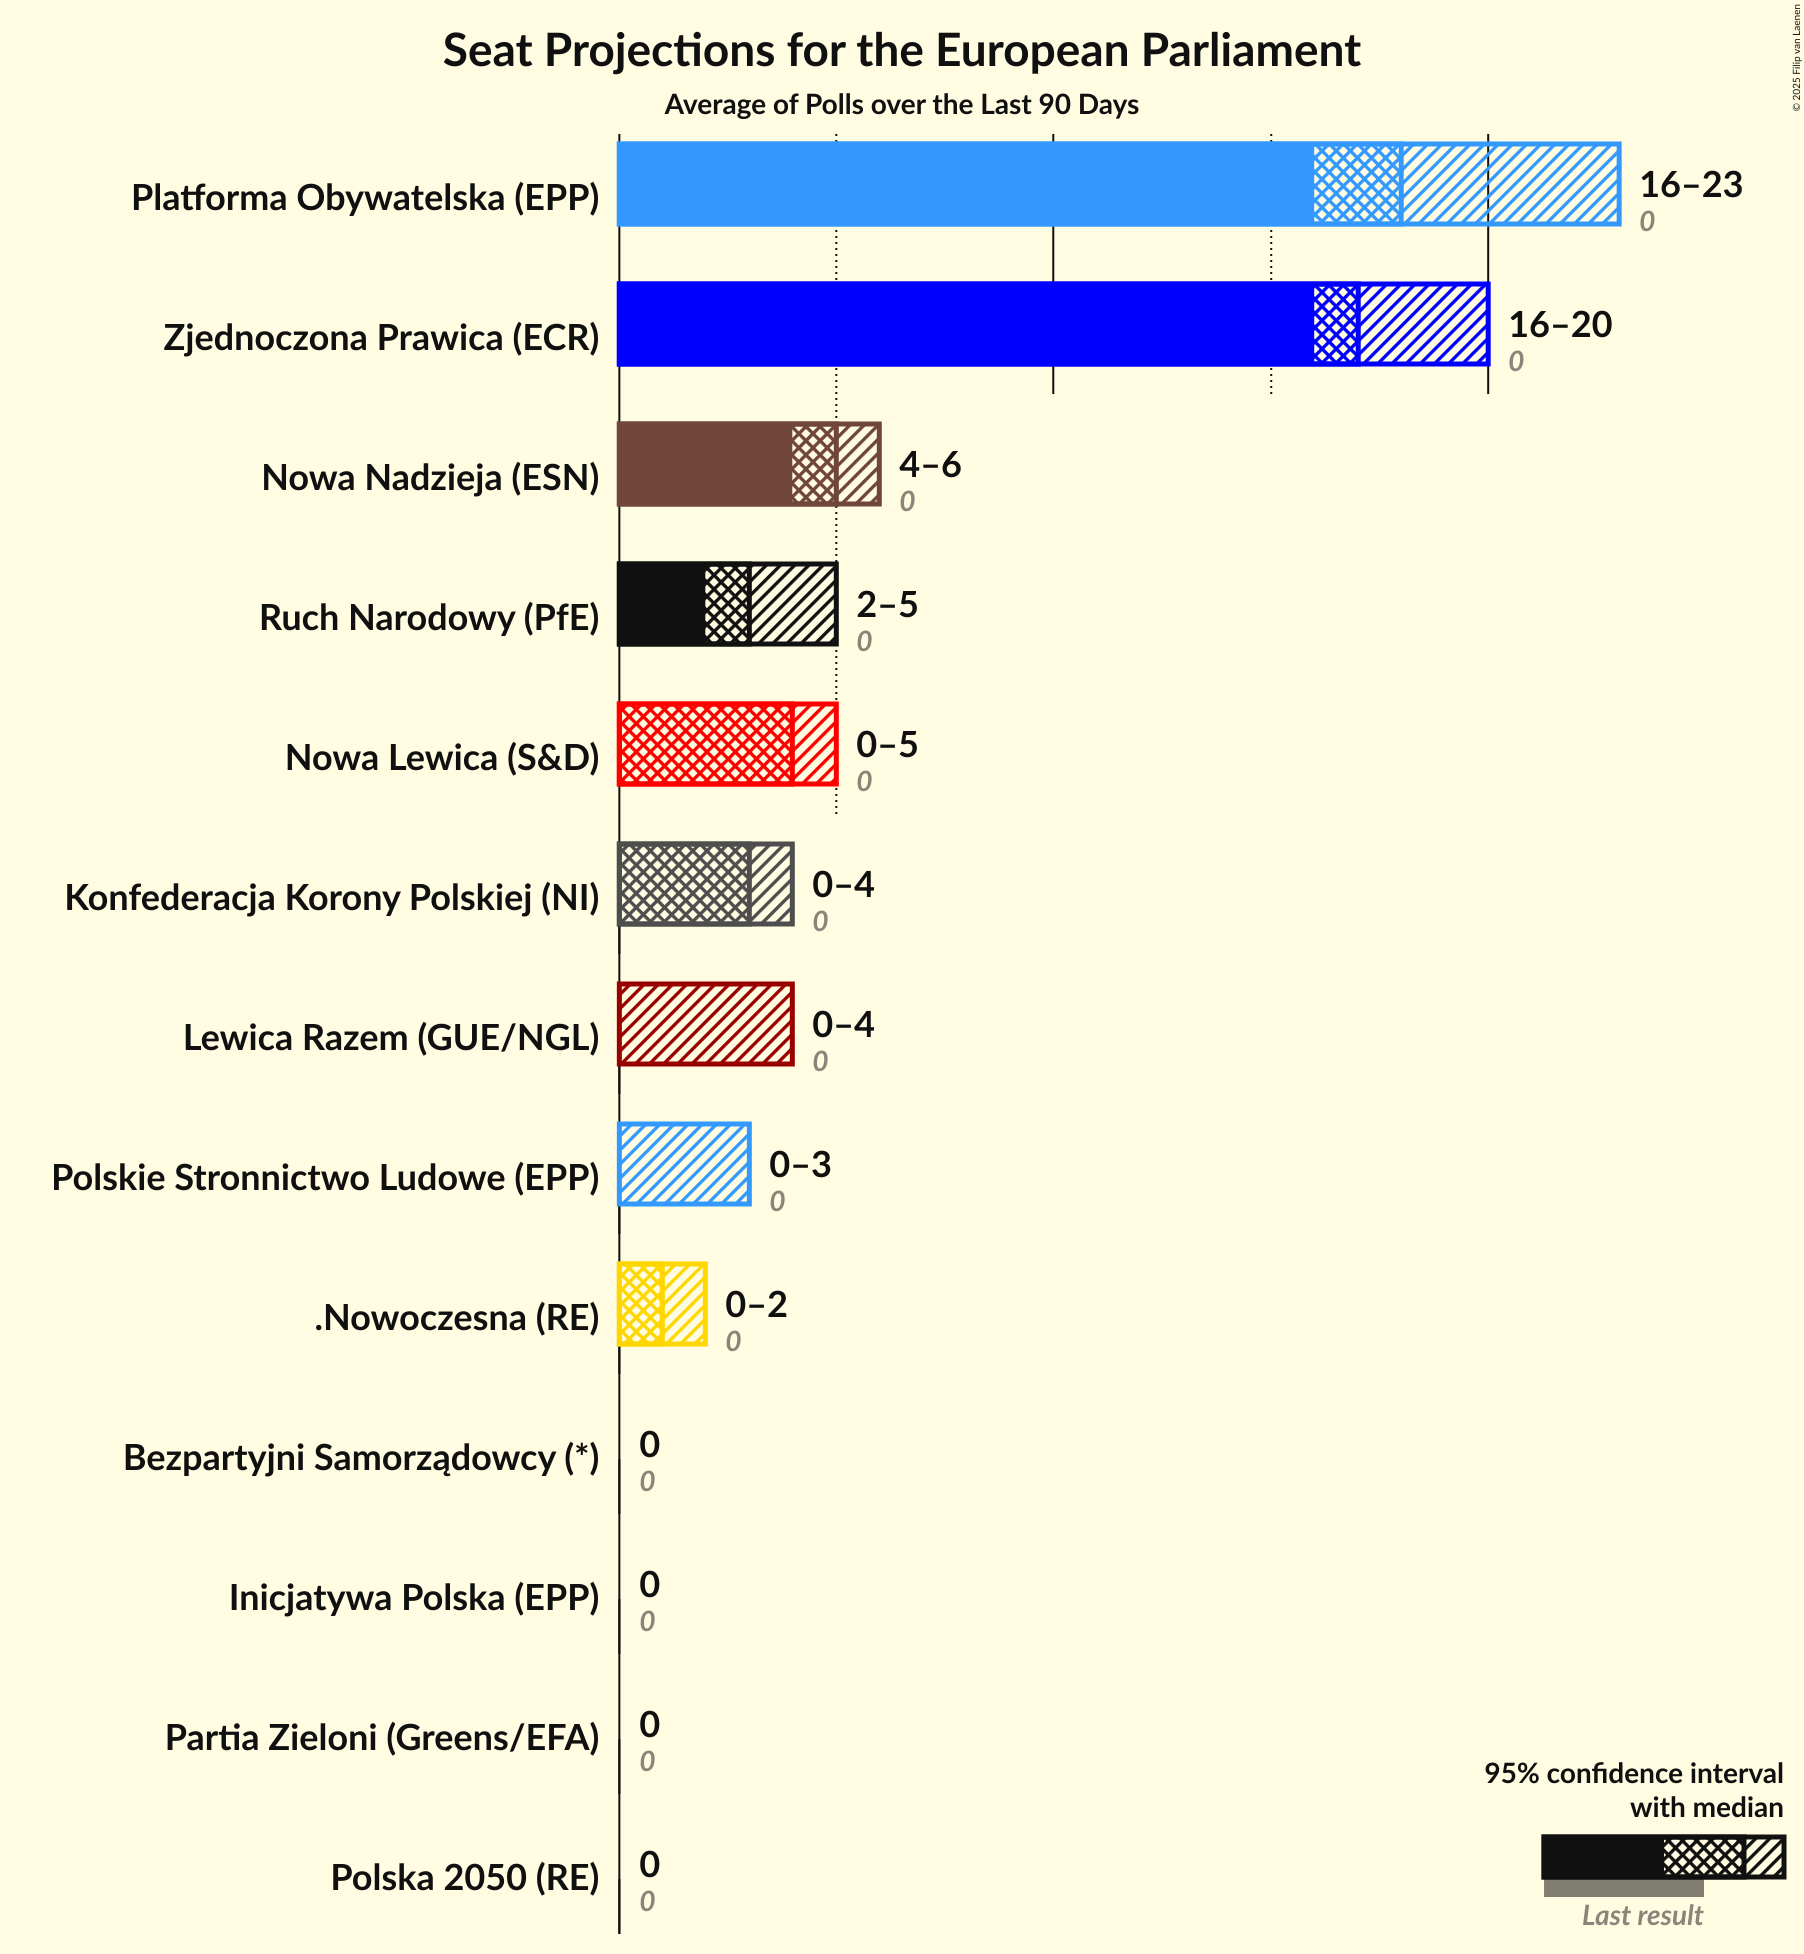 Seat Projections for the European Parliament
Average of Polls over the Last 90 Days
© 2025 Filip van Laenen
Platforma Obywatelska (EPP)
16–23
0
Zjednoczona Prawica (ECR)
16–20
0
Nowa Nadzieja (ESN)
4–6
0
Ruch Narodowy (PfE)
2–5
0
Nowa Lewica (S&D)
0–5
0
Konfederacja Korony Polskiej (NI)
0–4
0
Lewica Razem (GUE/NGL)
0–4
0
Polskie Stronnictwo Ludowe (EPP)
0–3
0
.Nowoczesna (RE)
0–2
0
Bezpartyjni Samorządowcy (*)
0
0
Inicjatywa Polska (EPP)
0
0
Partia Zieloni (Greens/EFA)
0
0
Polska 2050 (RE)
0
0
95% confidence interval
with median
Last result